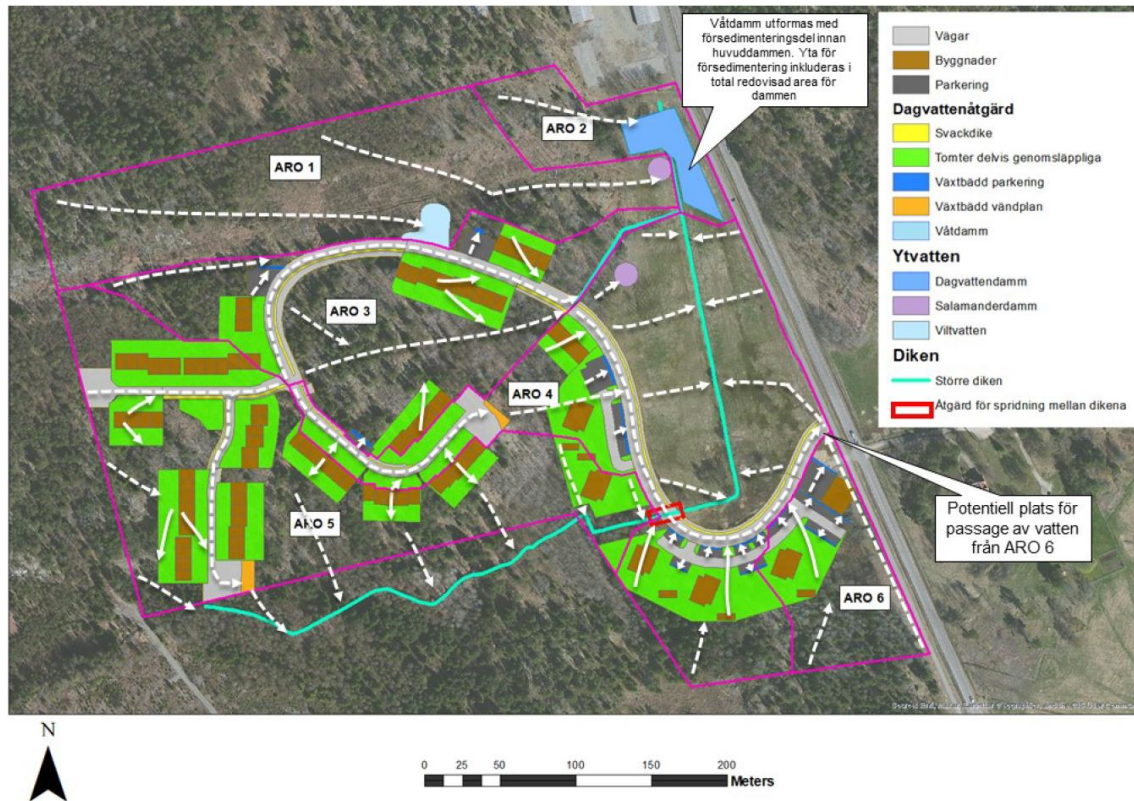 Våtdamm utformas med
försedimenteringsdel innan
huvuddammen. Yta för
försedimentering inkluderas i
total redovisad area för
dammen
ARO 1
ARO 2
ARO 3
ARO 4
ARO 5
ARO 6
Vägar
Byggnader
Parkering
Dagvattenåtgärd
Svackdike
Tomter delvis genomsläppliga
Växtbädd parkering
Växtbädd vändplan
Våtdamm
Ytvatten
Dagvattendamm
Salamanderdamm
Viltvatten
Diken
Större diken
Åtgärd för spridning mellan dikena
Potentiell plats för
passage av vatten
från ARO 6
N
0 25 50 100 150 200
Meters